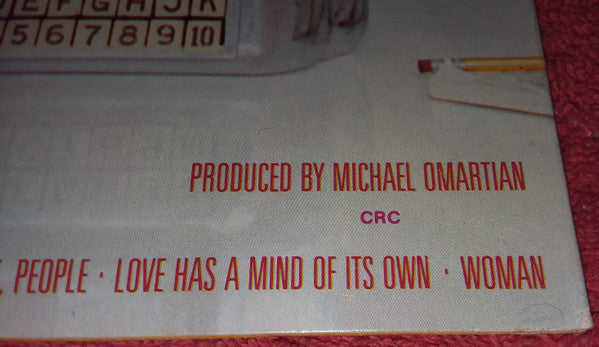 E F G H J K
5 6 7 8 9 10
PRODUCED BY MICHAEL OMARTIAN
CRC
, PEOPLE · LOVE HAS A MIND OF ITS OWN · WOMAN